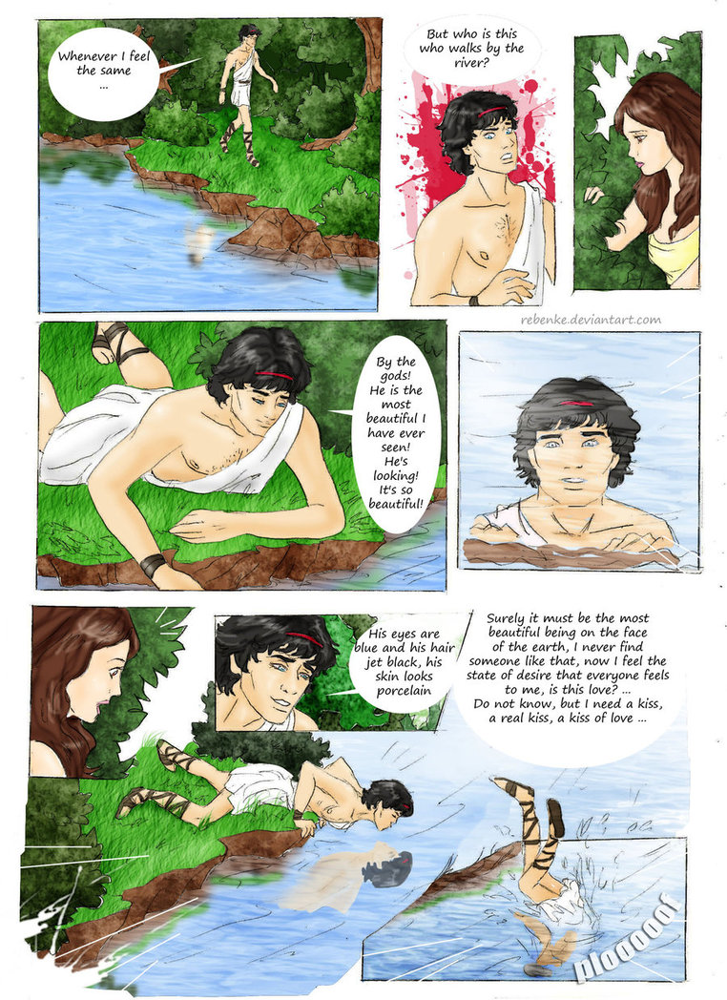 Whenever I feel
the same
...
But who is this
who walks by the
river?
rebenke.deviantart.com
By the
gods!
He is the
most
beautiful I
have ever
seen!
He's
looking!
It's so
beautiful!
His eyes are
blue and his hair
jet black, his
skin looks
porcelain
Surely it must be the most
beautiful being on the face
of the earth, I never find
someone like that, now I feel the
state of desire that everyone feels
to me, is this love? ...
Do not know, but I need a kiss,
a real kiss, a kiss of love ...
ploooooof